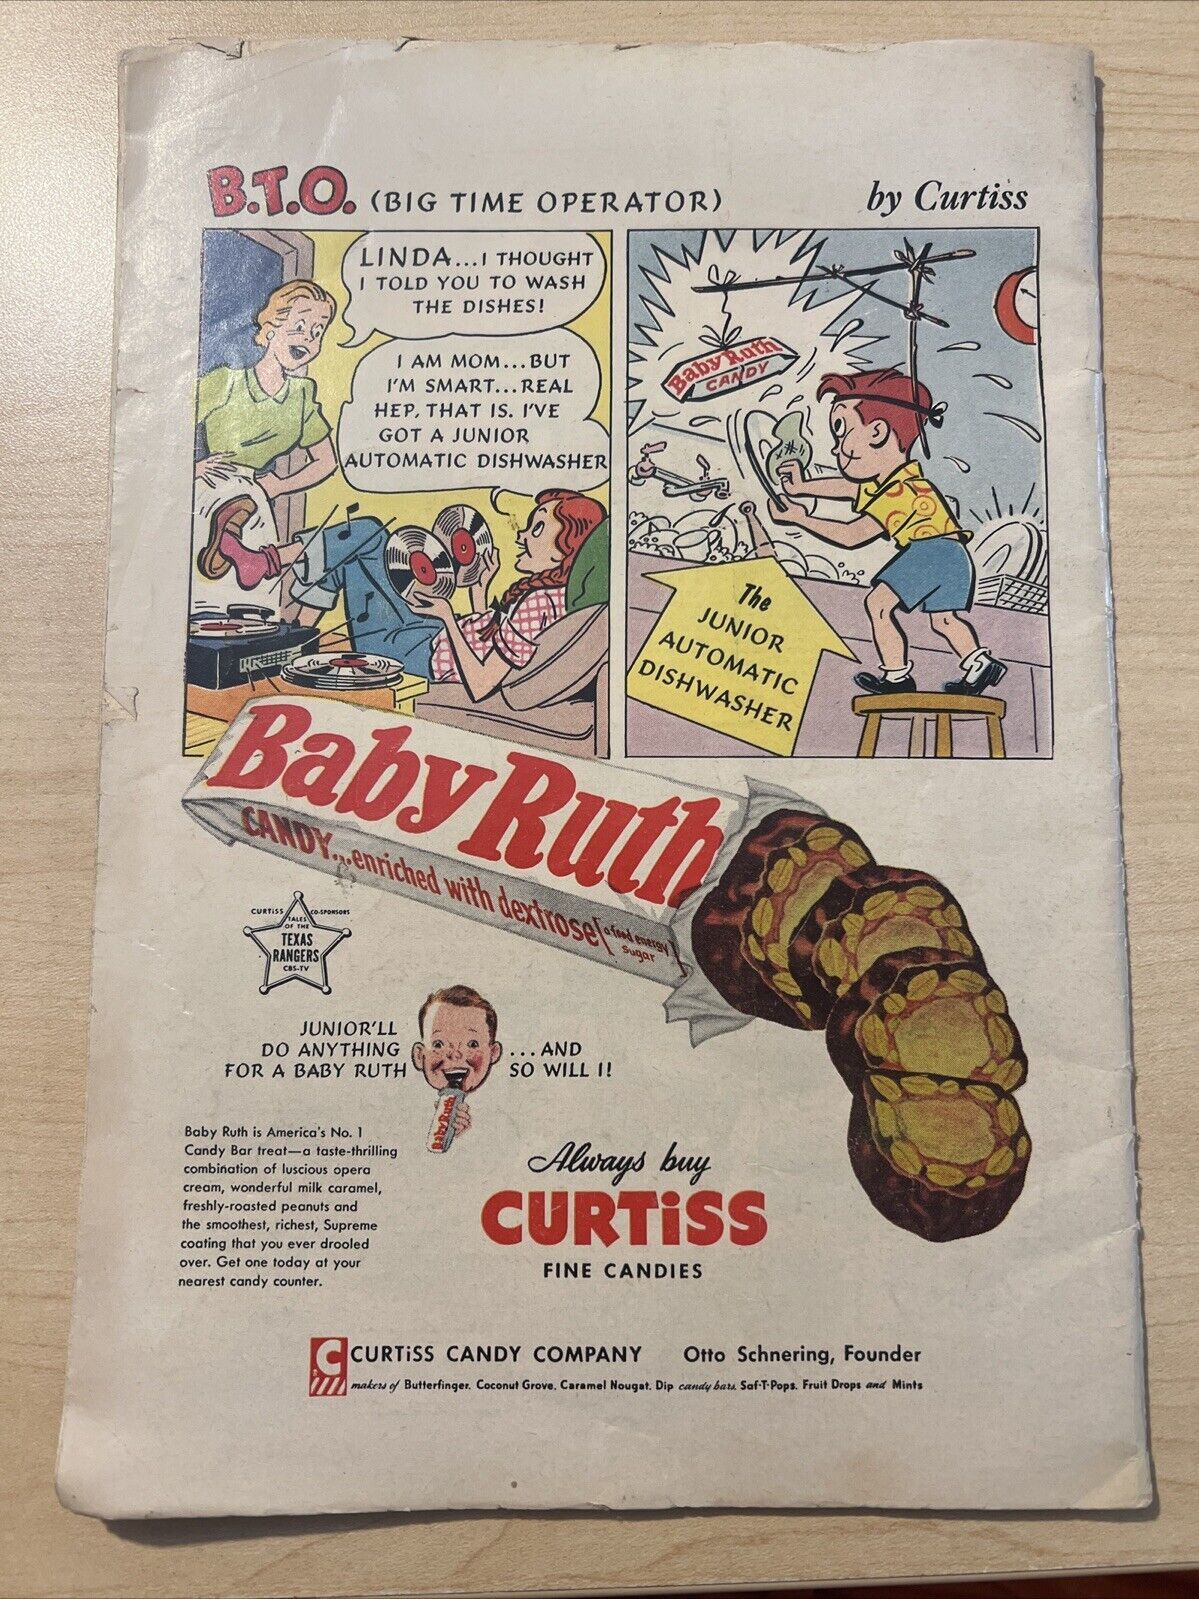 B.T.O. (BIG TIME OPERATOR) by Curtiss
LINDA...I THOUGHT
I TOLD YOU TO WASH
THE DISHES!
I AM MOM...BUT
I'M SMART...REAL
HEP, THAT IS. I'VE
GOT A JUNIOR
AUTOMATIC DISHWASHER
Baby Ruth
CANDY
The
JUNIOR
AUTOMATIC
DISHWASHER
Baby Ruth
CANDY...enriched with dextrose [a food energy
sugar]
CURTiSS CO-SPONSORS
TALES
OF THE
TEXAS
RANGERS
CBS-TV
JUNIOR'LL
DO ANYTHING
FOR A BABY RUTH
...AND
SO WILL I!
Baby Ruth
Baby Ruth is America's No. 1
Candy Bar treat—a taste-thrilling
combination of luscious opera
cream, wonderful milk caramel,
freshly-roasted peanuts and
the smoothest, richest, Supreme
coating that you ever drooled
over. Get one today at your
nearest candy counter.
Always buy
CURTiSS
FINE CANDIES
C
CURTiSS CANDY COMPANY Otto Schnering, Founder
makers of Butterfinger, Coconut Grove, Caramel Nougat, Dip candy bars, Saf-T-Pops, Fruit Drops and Mints